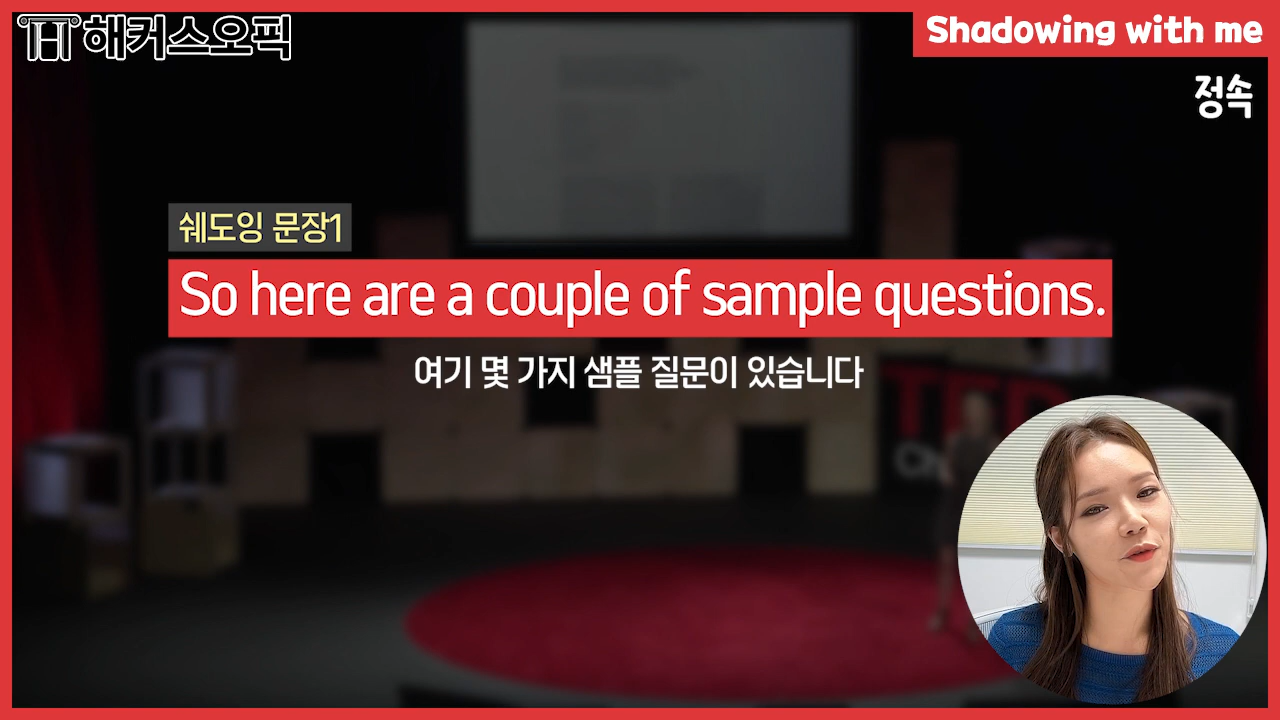 해커스오픽
Shadowing with me
정속
쉐도잉 문장1
So here are a couple of sample questions.
여기 몇 가지 샘플 질문이 있습니다